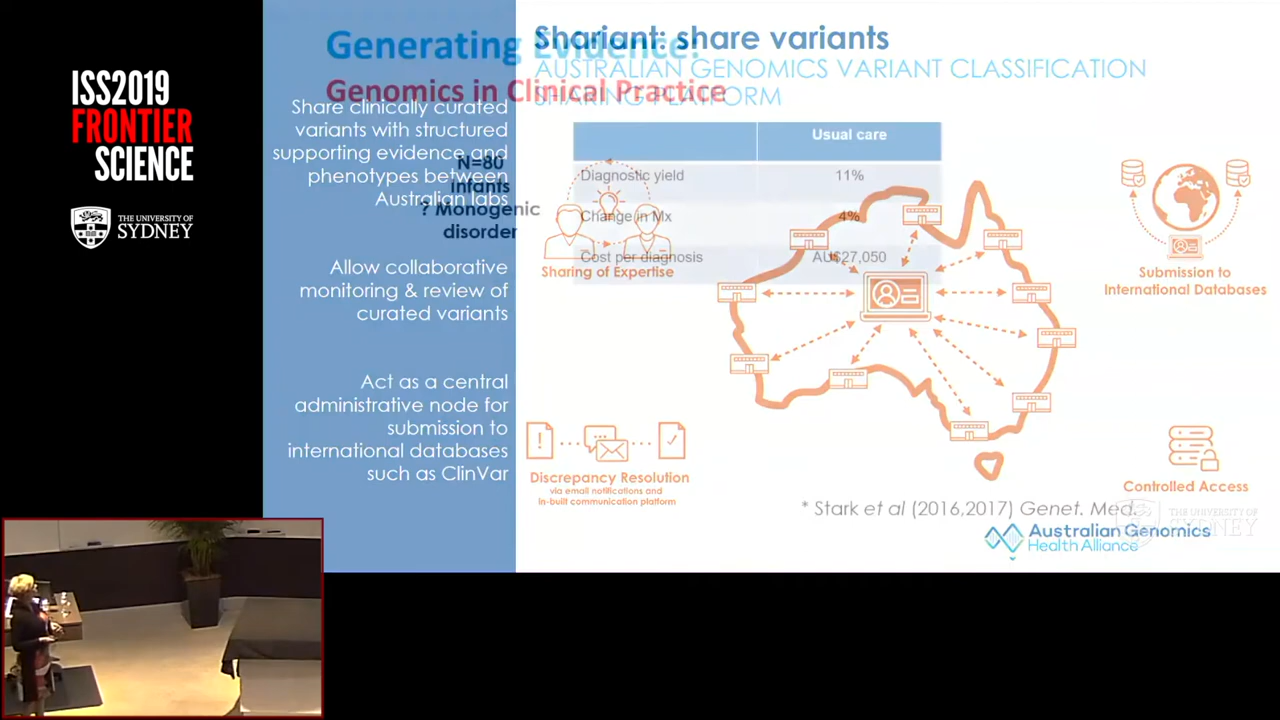 ISS2019
FRONTIER
SCIENCE
THE UNIVERSITY OF
SYDNEY
Generating Evidence:
Genomics in Clinical Practice
N=80
infants
? Monogenic
disorder
Usual care
Diagnostic yield 11%
Change in Mx 4%
Cost per diagnosis AU$27,050
* Stark et al (2016,2017) Genet. Med.
Shariant: share variants
AUSTRALIAN GENOMICS VARIANT CLASSIFICATION
SHARING PLATFORM
Share clinically curated
variants with structured
supporting evidence and
phenotypes between
Australian labs
Allow collaborative
monitoring & review of
curated variants
Act as a central
administrative node for
submission to
international databases
such as ClinVar
Sharing of Expertise
Submission to
International Databases
Discrepancy Resolution
via email notifications and
in-built communication platform
Controlled Access
Australian Genomics
Health Alliance
THE UNIVERSITY OF
SYDNEY